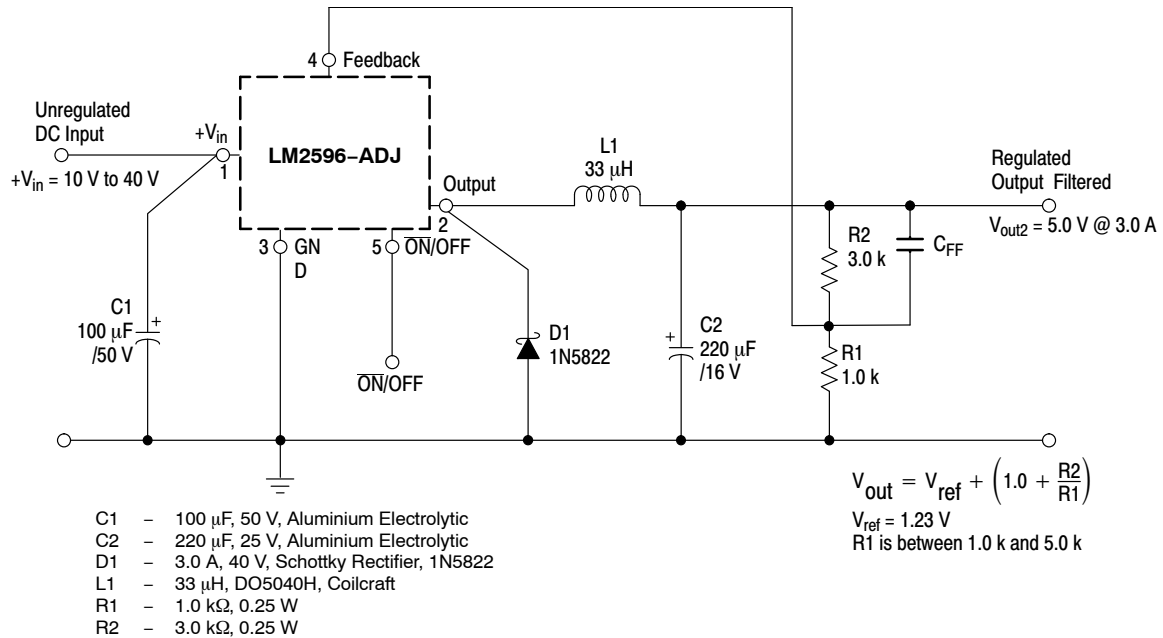 4 Feedback
Unregulated
DC Input
+Vin
1
LM2596−ADJ
+Vin = 10 V to 40 V
Output
2
L1
33 μH
Regulated
Output Filtered
Vout2 = 5.0 V @ 3.0 A
3 GN
D
5 ON/OFF
R2
3.0 k
CFF
C1
100 μF
/50 V
+
ON/OFF
D1
1N5822
C2
+
220 μF
/16 V
R1
1.0 k
Vout = Vref + (1.0 + R2/R1)
Vref = 1.23 V
R1 is between 1.0 k and 5.0 k
C1 – 100 μF, 50 V, Aluminium Electrolytic
C2 – 220 μF, 25 V, Aluminium Electrolytic
D1 – 3.0 A, 40 V, Schottky Rectifier, 1N5822
L1 – 33 μH, DO5040H, Coilcraft
R1 – 1.0 kΩ, 0.25 W
R2 – 3.0 kΩ, 0.25 W